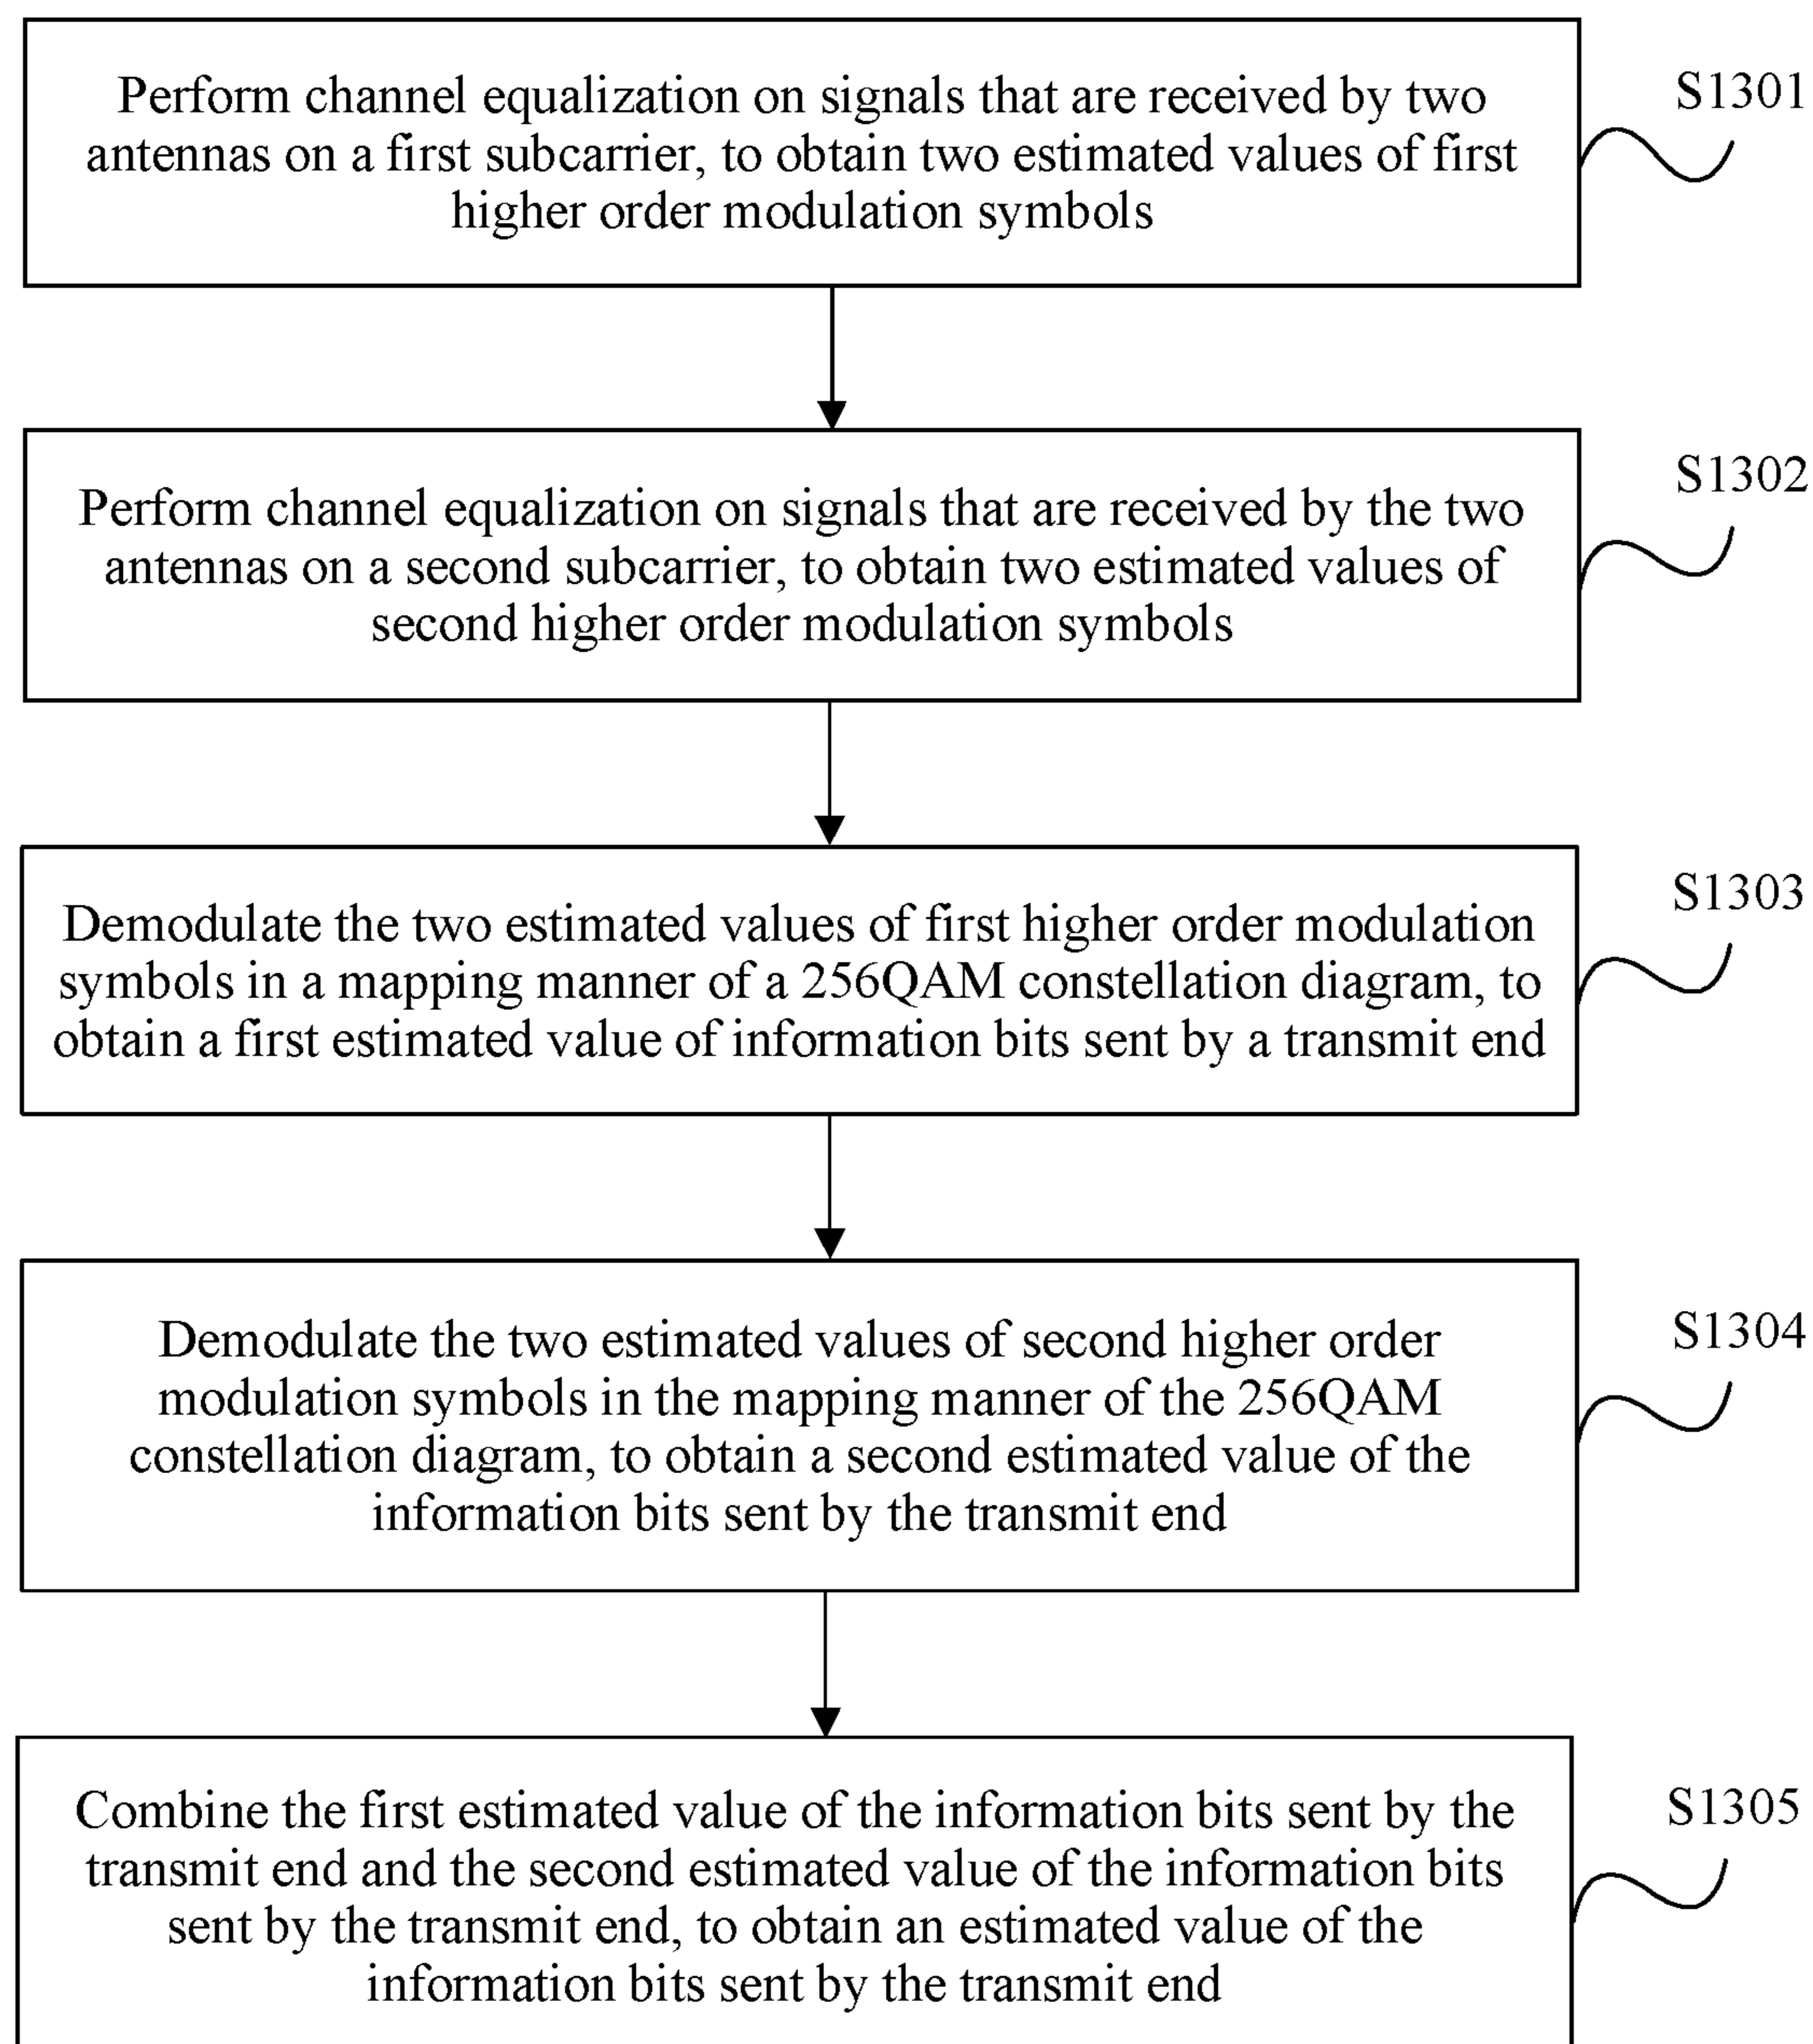 Perform channel equalization on signals that are received by two
antennas on a first subcarrier, to obtain two estimated values of first
higher order modulation symbols
S1301
Perform channel equalization on signals that are received by the two
antennas on a second subcarrier, to obtain two estimated values of
second higher order modulation symbols
S1302
Demodulate the two estimated values of first higher order modulation
symbols in a mapping manner of a 256QAM constellation diagram, to
obtain a first estimated value of information bits sent by a transmit end
S1303
Demodulate the two estimated values of second higher order
modulation symbols in the mapping manner of the 256QAM
constellation diagram, to obtain a second estimated value of the
information bits sent by the transmit end
S1304
Combine the first estimated value of the information bits sent by the
transmit end and the second estimated value of the information bits
sent by the transmit end, to obtain an estimated value of the
information bits sent by the transmit end
S1305